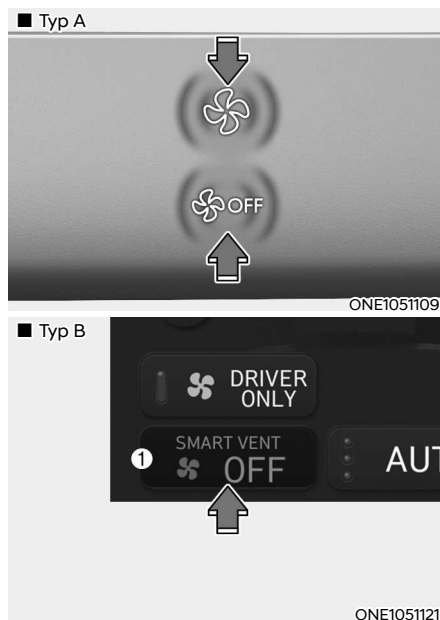 ■ Typ A
OFF
ONE1051109
■ Typ B
DRIVER
ONLY
SMART VENT
1 OFF
AUT
ONE1051121